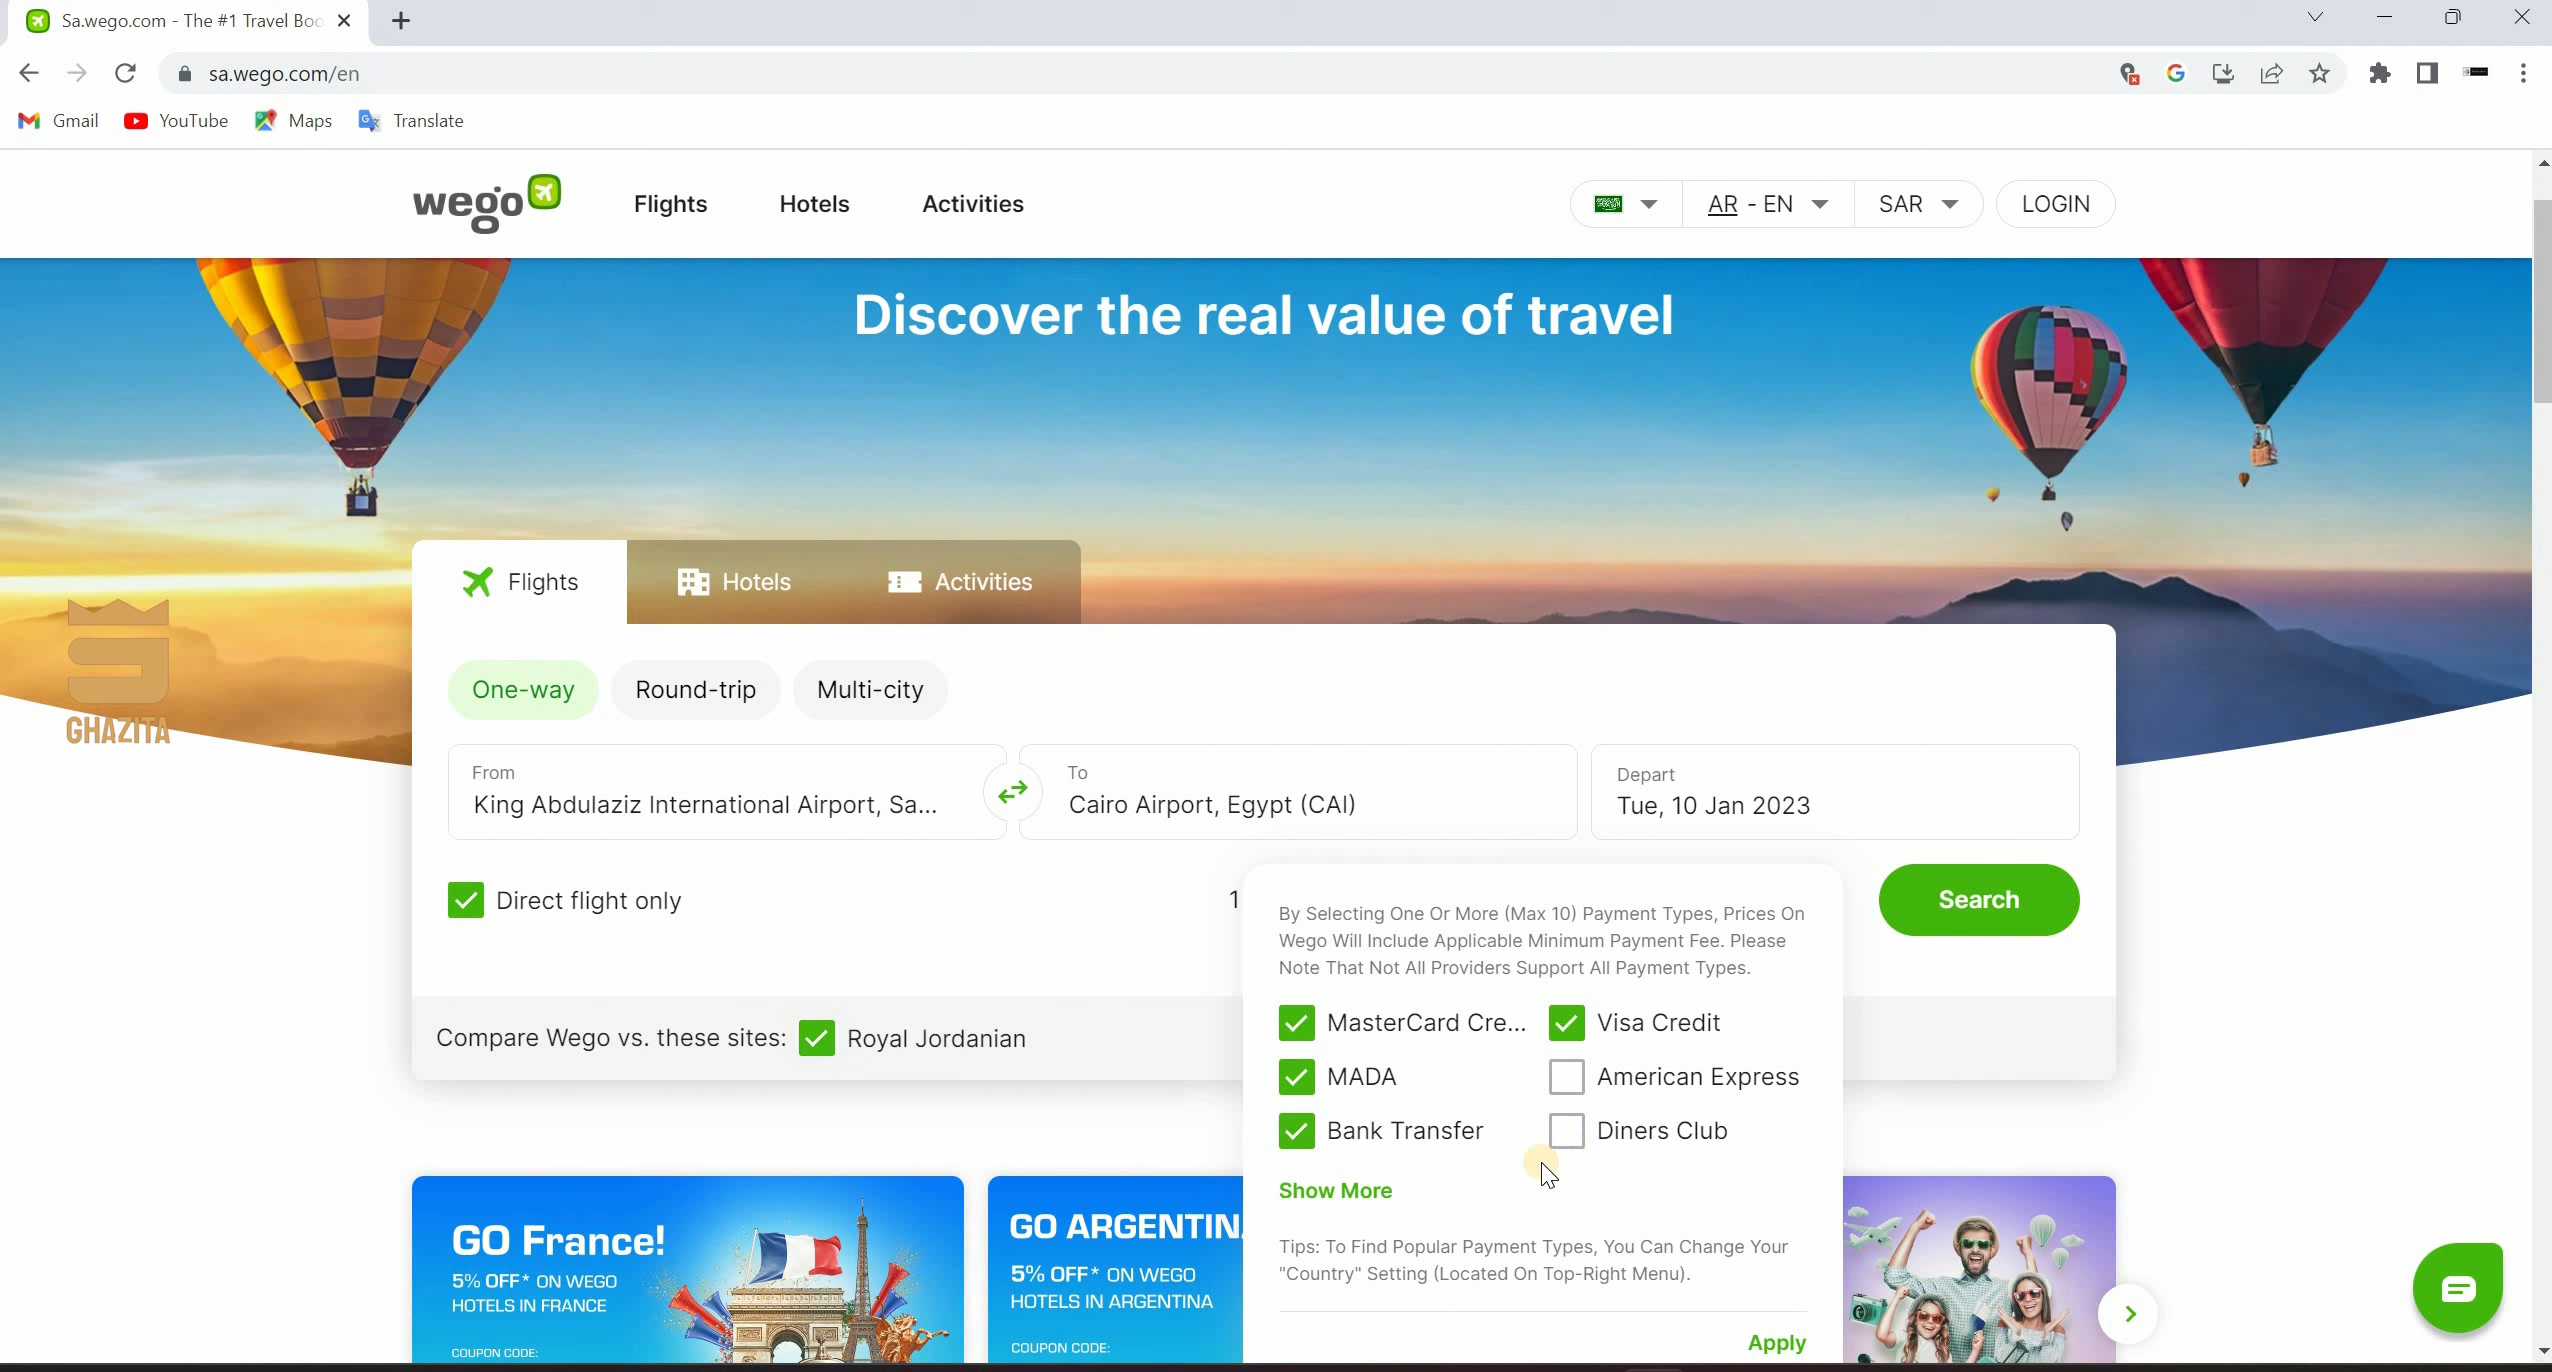 Sa.wego.com - The #1 Travel Boo
sa.wego.com/en
Gmail YouTube Maps Translate
wego
Flights Hotels Activities
AR - EN SAR LOGIN
Discover the real value of travel
GHAZITA
Flights Hotels Activities
One-way Round-trip Multi-city
From
King Abdulaziz International Airport, Sa...
To
Cairo Airport, Egypt (CAI)
Depart
Tue, 10 Jan 2023
Direct flight only
1
Search
By Selecting One Or More (Max 10) Payment Types, Prices On
Wego Will Include Applicable Minimum Payment Fee. Please
Note That Not All Providers Support All Payment Types.
MasterCard Cre... Visa Credit
MADA American Express
Bank Transfer Diners Club
Show More
Tips: To Find Popular Payment Types, You Can Change Your
"Country" Setting (Located On Top-Right Menu).
Apply
Compare Wego vs. these sites: Royal Jordanian
GO France!
5% OFF* ON WEGO
HOTELS IN FRANCE
COUPON CODE:
GO ARGENTIN
5% OFF* ON WEGO
HOTELS IN ARGENTINA
COUPON CODE: